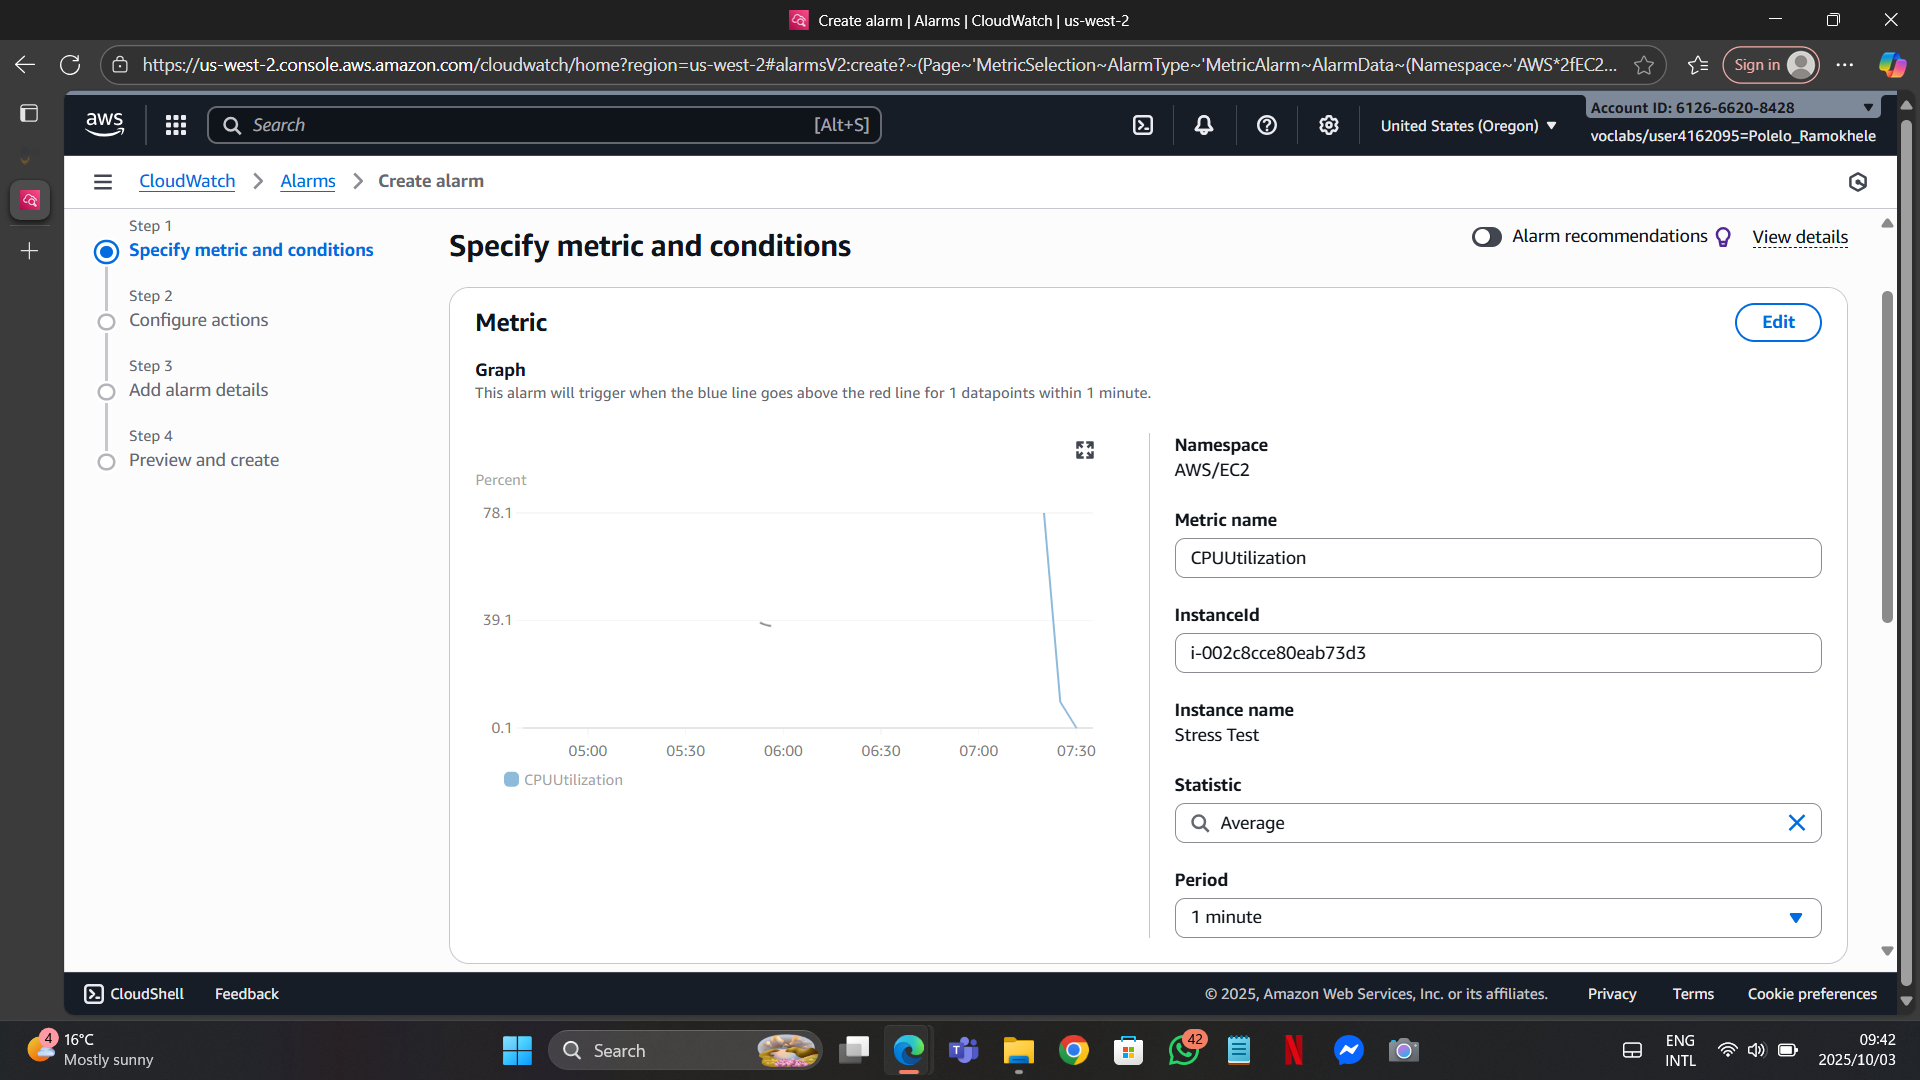 Create alarm | Alarms | CloudWatch | us-west-2
https://us-west-2.console.aws.amazon.com/cloudwatch/home?region=us-west-2#alarmsV2:create?~(Page~'MetricSelection~AlarmType~'MetricAlarm~AlarmData~(Namespace~'AWS*2fEC2...
Sign in
aws
Search
[Alt+S]
United States (Oregon)
Account ID: 6126-6620-8428
voclabs/user4162095=Polelo_Ramokhele
CloudWatch
Alarms
Create alarm
Step 1
Specify metric and conditions
Step 2
Configure actions
Step 3
Add alarm details
Step 4
Preview and create
Specify metric and conditions
Alarm recommendations
View details
Metric
Edit
Graph
This alarm will trigger when the blue line goes above the red line for 1 datapoints within 1 minute.
Percent
78.1
39.1
0.1
05:00
05:30
06:00
06:30
07:00
07:30
CPUUtilization
Namespace
AWS/EC2
Metric name
CPUUtilization
InstanceId
i-002c8cce80eab73d3
Instance name
Stress Test
Statistic
Average
Period
1 minute
CloudShell
Feedback
© 2025, Amazon Web Services, Inc. or its affiliates.
Privacy
Terms
Cookie preferences
4
16°C
Mostly sunny
Search
42
ENG
INTL
09:42
2025/10/03